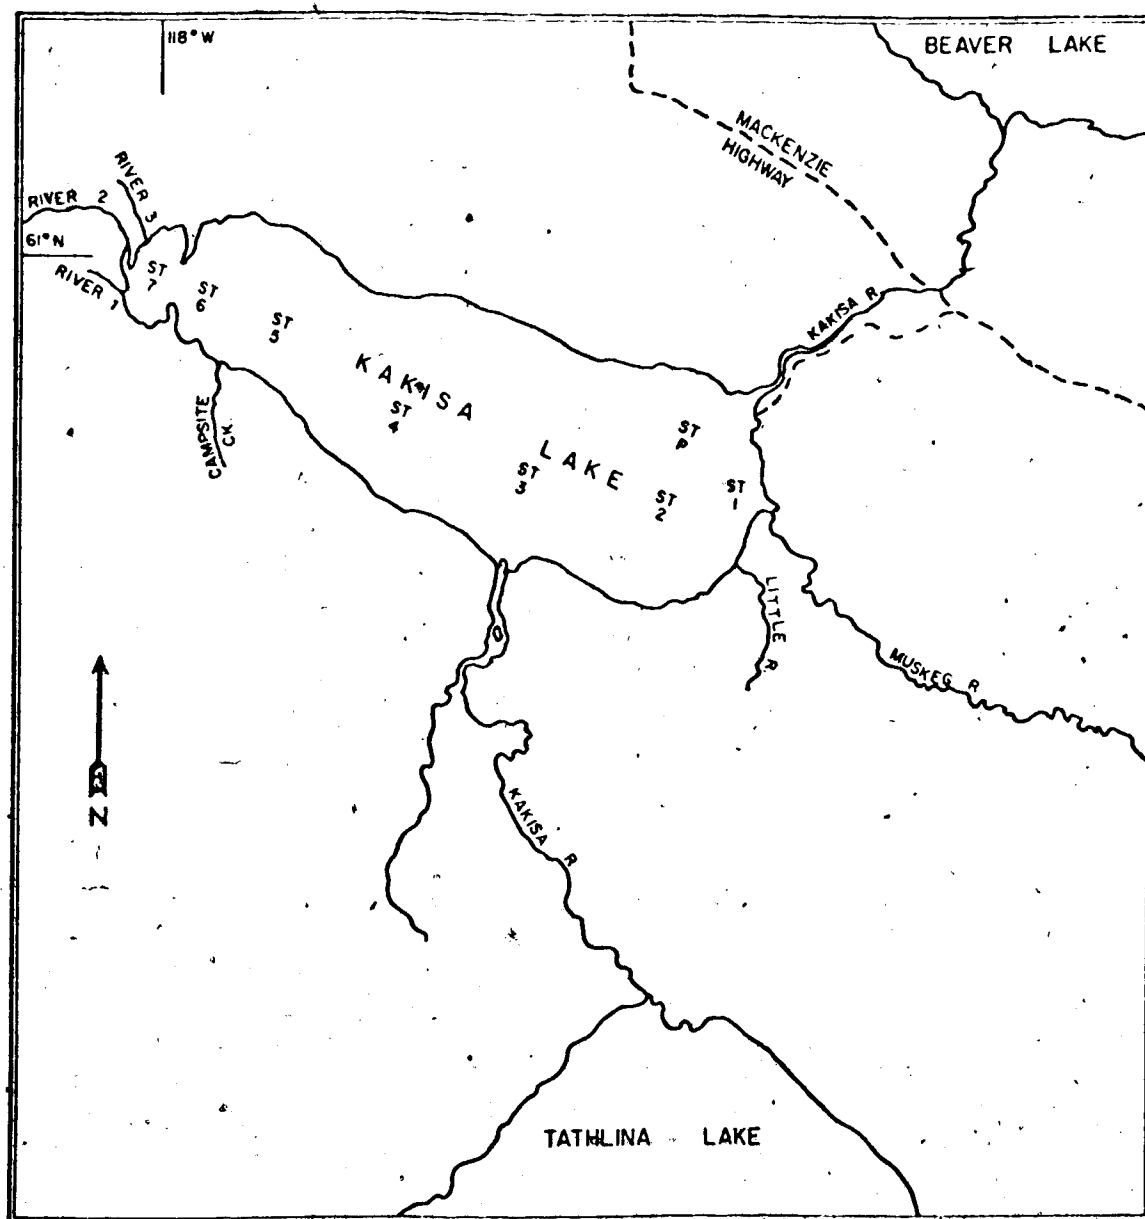 118° W
BEAVER LAKE
MACKENZIE
HIGHWAY
RIVER 3
RIVER 2
61° N
RIVER 1
ST
7
ST
6
ST
5
KAKISA R
KAKISA
ST
4
CAMPSITE
CK.
LAKE
ST
P
ST
3
ST
2
ST
1
LITTLE R.
MUSKEG R
N
KAKISA R
TATHLINA LAKE